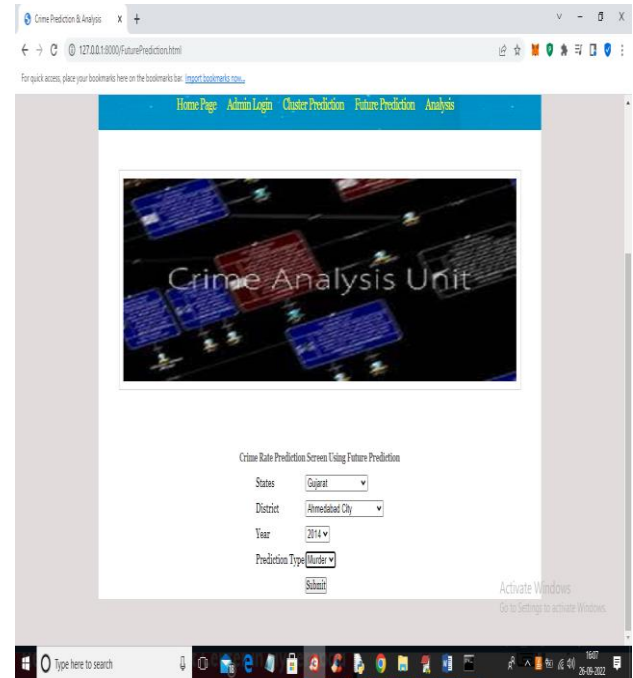 Crime Prediction & Analysis X +
127.0.0.1:8000/FuturePrediction.html
For quick access, place your bookmarks here on the bookmarks bar. Import bookmarks now...
Home Page Admin Login Cluster Prediction Future Prediction Analysis
Crime Analysis Unit
Crime Rate Prediction Screen Using Future Prediction
States Gujarat
District Ahmedabad City
Year 2014
Prediction Type Murder
Submit
Activate Windows
Go to Settings to activate Windows.
Type here to search
16:07
26-09-2022